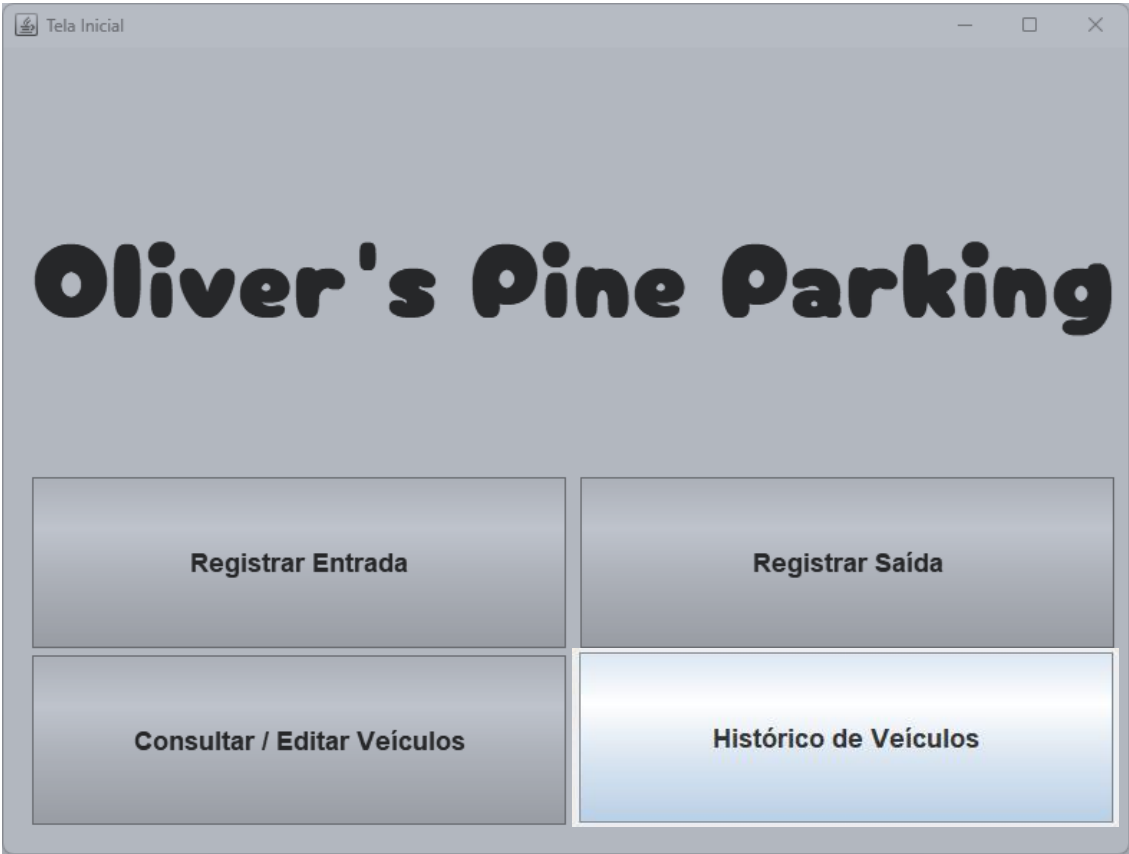 Tela Inicial
Oliver's Pine Parking
Registrar Entrada
Registrar Saída
Consultar / Editar Veículos
Histórico de Veículos